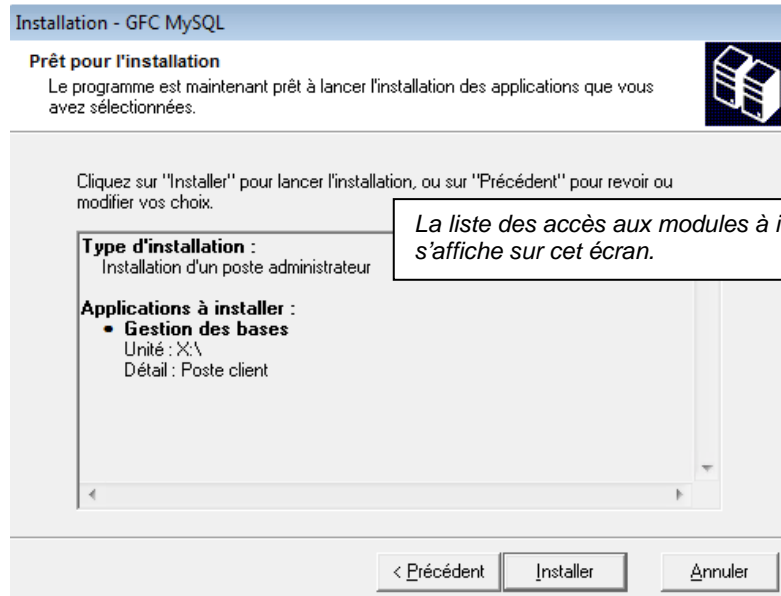 Installation - GFC MySQL
Prêt pour l'installation
Le programme est maintenant prêt à lancer l'installation des applications que vous
avez sélectionnées.
Cliquez sur "Installer" pour lancer l'installation, ou sur "Précédent" pour revoir ou
modifier vos choix.
La liste des accès aux modules à
s'affiche sur cet écran.
Type d'installation :
Installation d'un poste administrateur
Applications à installer :
• Gestion des bases
Unité : X:\
Détail : Poste client
< Précédent
Installer
Annuler